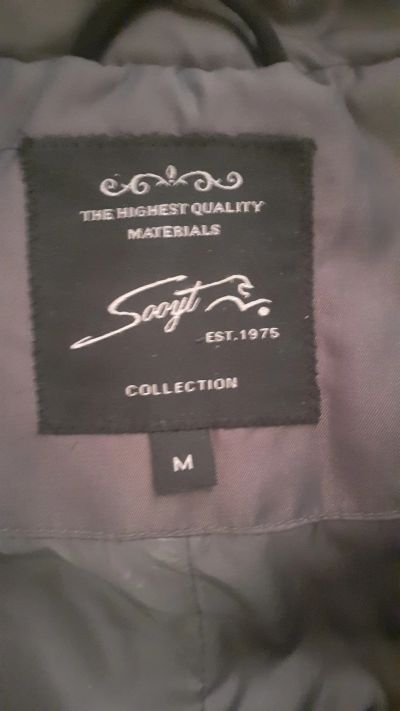 THE HIGHEST QUALITY
MATERIALS
Sooyt
EST.1975
COLLECTION
M